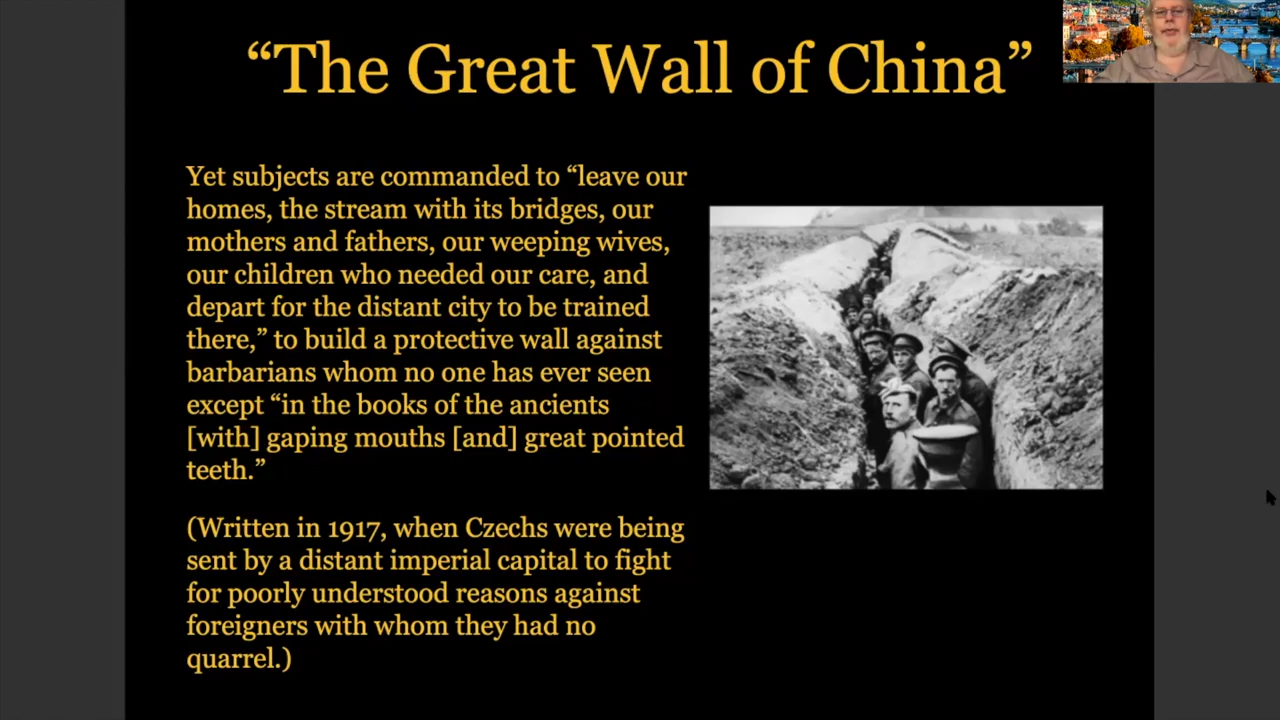 “The Great Wall of China”
Yet subjects are commanded to “leave our
homes, the stream with its bridges, our
mothers and fathers, our weeping wives,
our children who needed our care, and
depart for the distant city to be trained
there,” to build a protective wall against
barbarians whom no one has ever seen
except “in the books of the ancients
[with] gaping mouths [and] great pointed
teeth.”
(Written in 1917, when Czechs were being
sent by a distant imperial capital to fight
for poorly understood reasons against
foreigners with whom they had no
quarrel.)